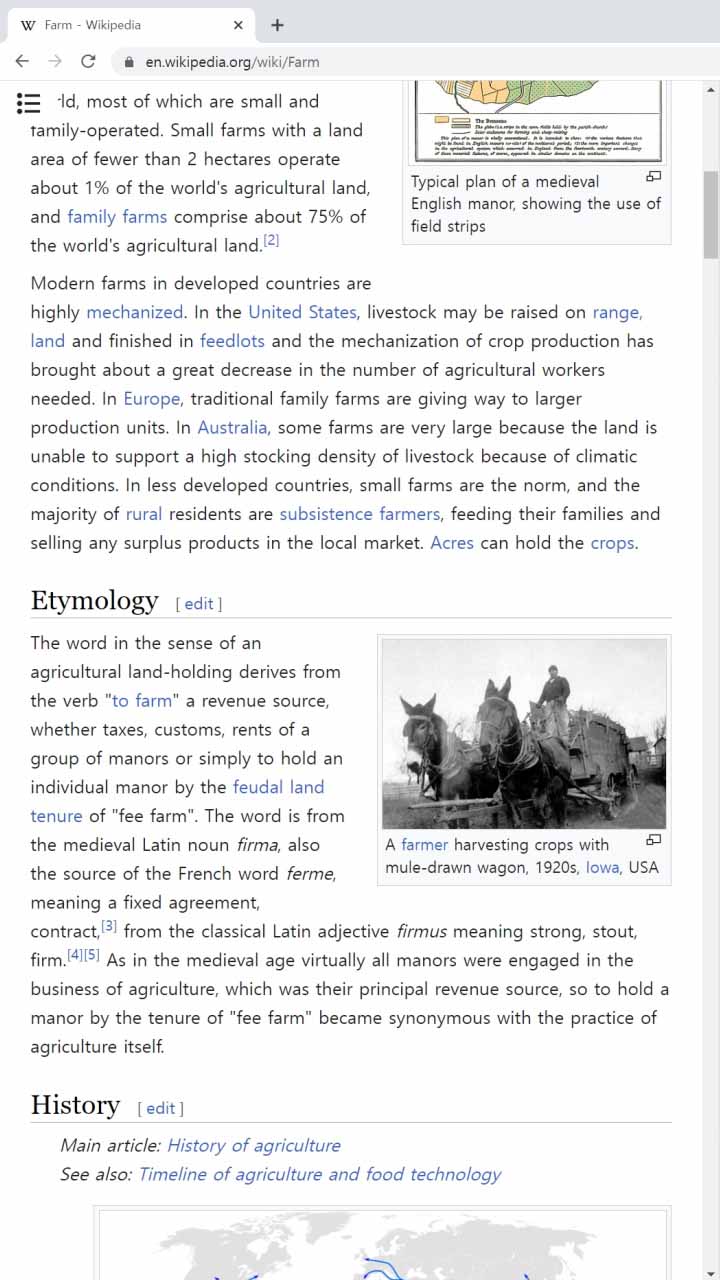 Farm - Wikipedia
en.wikipedia.org/wiki/Farm
rld, most of which are small and
family-operated. Small farms with a land
area of fewer than 2 hectares operate
about 1% of the world's agricultural land,
and family farms comprise about 75% of
the world's agricultural land.[2]
The Demesne
Typical plan of a medieval
English manor, showing the use of
field strips
Modern farms in developed countries are
highly mechanized. In the United States, livestock may be raised on range,
land and finished in feedlots and the mechanization of crop production has
brought about a great decrease in the number of agricultural workers
needed. In Europe, traditional family farms are giving way to larger
production units. In Australia, some farms are very large because the land is
unable to support a high stocking density of livestock because of climatic
conditions. In less developed countries, small farms are the norm, and the
majority of rural residents are subsistence farmers, feeding their families and
selling any surplus products in the local market. Acres can hold the crops.
Etymology [ edit ]
The word in the sense of an
agricultural land-holding derives from
the verb "to farm" a revenue source,
whether taxes, customs, rents of a
group of manors or simply to hold an
individual manor by the feudal land
tenure of "fee farm". The word is from
the medieval Latin noun firma, also
the source of the French word ferme,
meaning a fixed agreement,
contract,[3] from the classical Latin adjective firmus meaning strong, stout,
firm.[4][5] As in the medieval age virtually all manors were engaged in the
business of agriculture, which was their principal revenue source, so to hold a
manor by the tenure of "fee farm" became synonymous with the practice of
agriculture itself.
A farmer harvesting crops with
mule-drawn wagon, 1920s, Iowa, USA
History [ edit ]
Main article: History of agriculture
See also: Timeline of agriculture and food technology